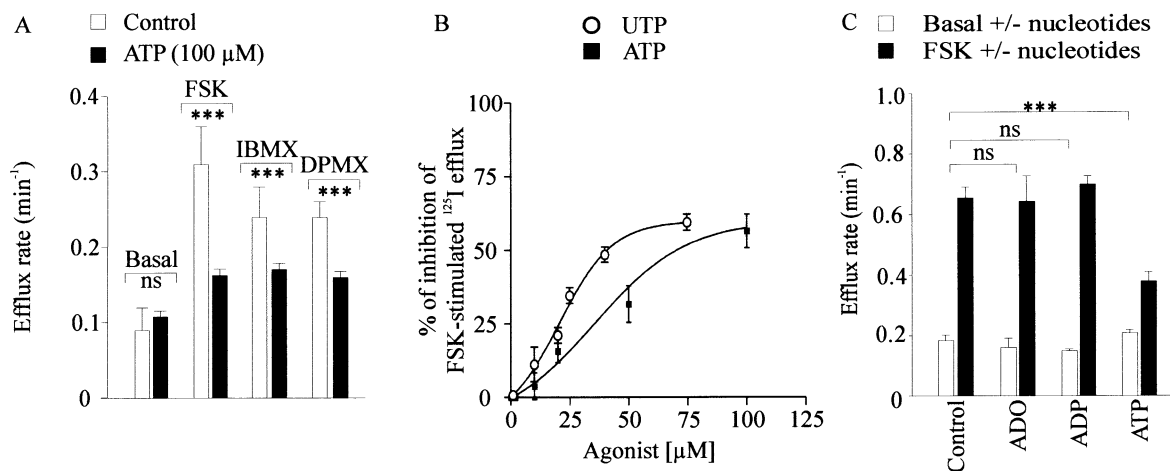 A
Control
ATP (100 µM)
Efflux rate (min-1)
0.4
0.3
0.2
0.1
0
Basal
ns
FSK
***
IBMX
***
DPMX
***
B
UTP
ATP
% of inhibition of
FSK-stimulated 125I efflux
100
75
50
25
0
0 25 50 75 100 125
Agonist [µM]
C
Basal +/- nucleotides
FSK +/- nucleotides
Efflux rate (min-1)
1.0
0.8
0.6
0.4
0.2
0
***
ns
ns
Control
ADO
ADP
ATP